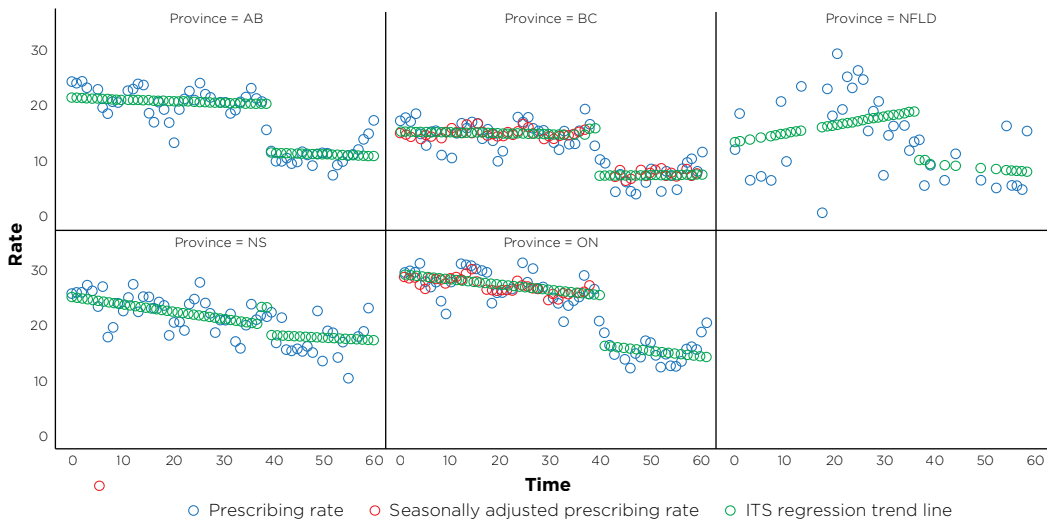 Province = AB
Province = BC
Province = NFLD
30
20
10
0
Rate
Province = NS
Province = ON
30
20
10
0
0 10 20 30 40 50 60
0 10 20 30 40 50 60
0 10 20 30 40 50 60
Time
Prescribing rate
Seasonally adjusted prescribing rate
ITS regression trend line